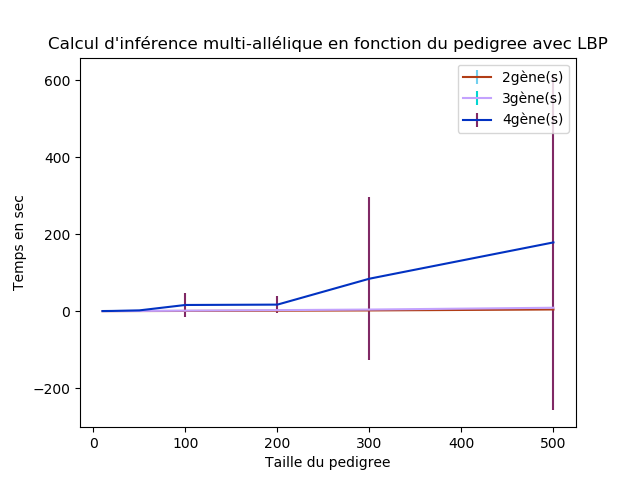 Calcul d'inférence multi-allélique en fonction du pedigree avec LBP
2gène(s)
3gène(s)
4gène(s)
Temps en sec
600
400
200
0
−200
0 100 200 300 400 500
Taille du pedigree